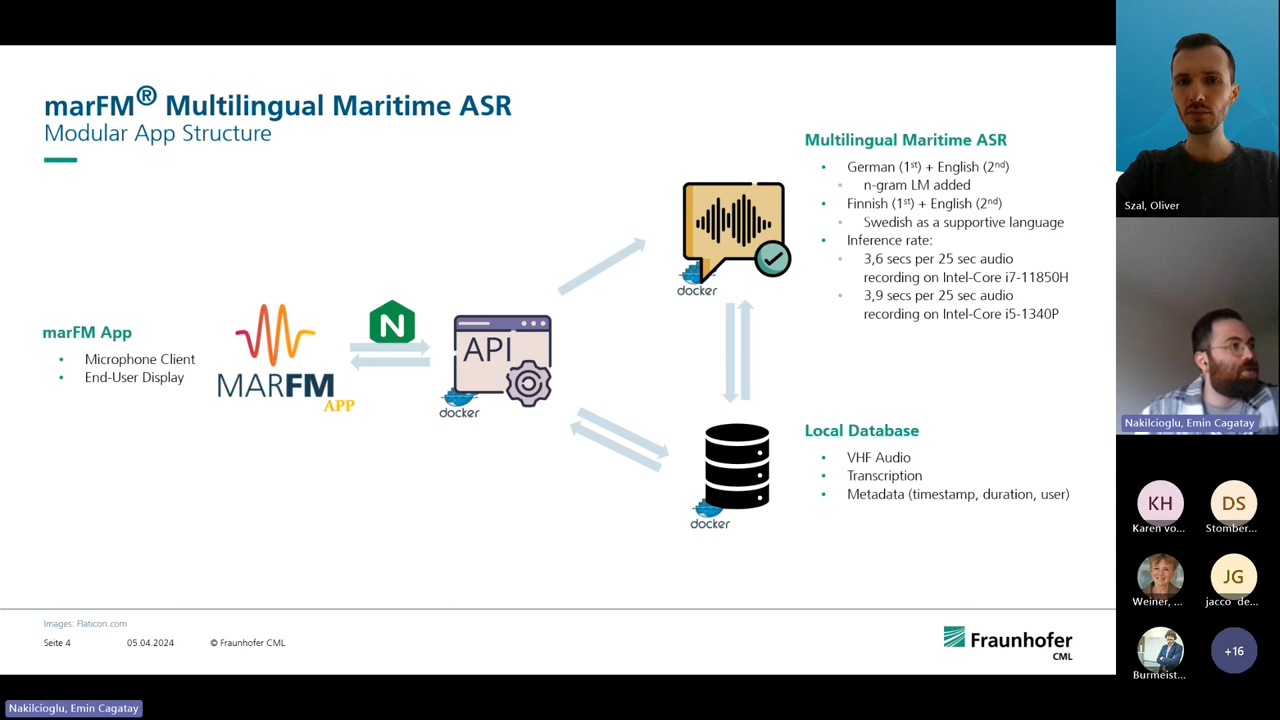 marFM® Multilingual Maritime ASR
Modular App Structure
marFM App
• Microphone Client
• End-User Display
MARFM
APP
N
API
docker
docker
docker
Multilingual Maritime ASR
• German (1st) + English (2nd)
• n-gram LM added
• Finnish (1st) + English (2nd)
• Swedish as a supportive language
• Inference rate:
• 3,6 secs per 25 sec audio
recording on Intel-Core i7-11850H
• 3,9 secs per 25 sec audio
recording on Intel-Core i5-1340P
Local Database
• VHF Audio
• Transcription
• Metadata (timestamp, duration, user)
Images: Flaticon.com
Seite 4 05.04.2024 © Fraunhofer CML
Fraunhofer
CML
Szal, Oliver
Nakilcioglu, Emin Cagatay
KH DS
Karen vo... Stomber...
JG
Weiner, ... jacco de...
+16
Burmeist...
Nakilcioglu, Emin Cagatay